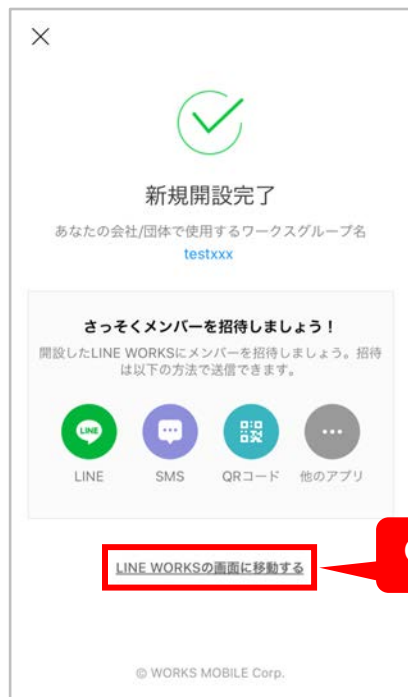 新規開設完了
あなたの会社/団体で使用するワークスグループ名
testxxx
さっそくメンバーを招待しましょう！
開設したLINE WORKSにメンバーを招待しましょう。招待
は以下の方法で送信できます。
LINE
LINE SMS QRコード 他のアプリ
LINE WORKSの画面に移動する
© WORKS MOBILE Corp.